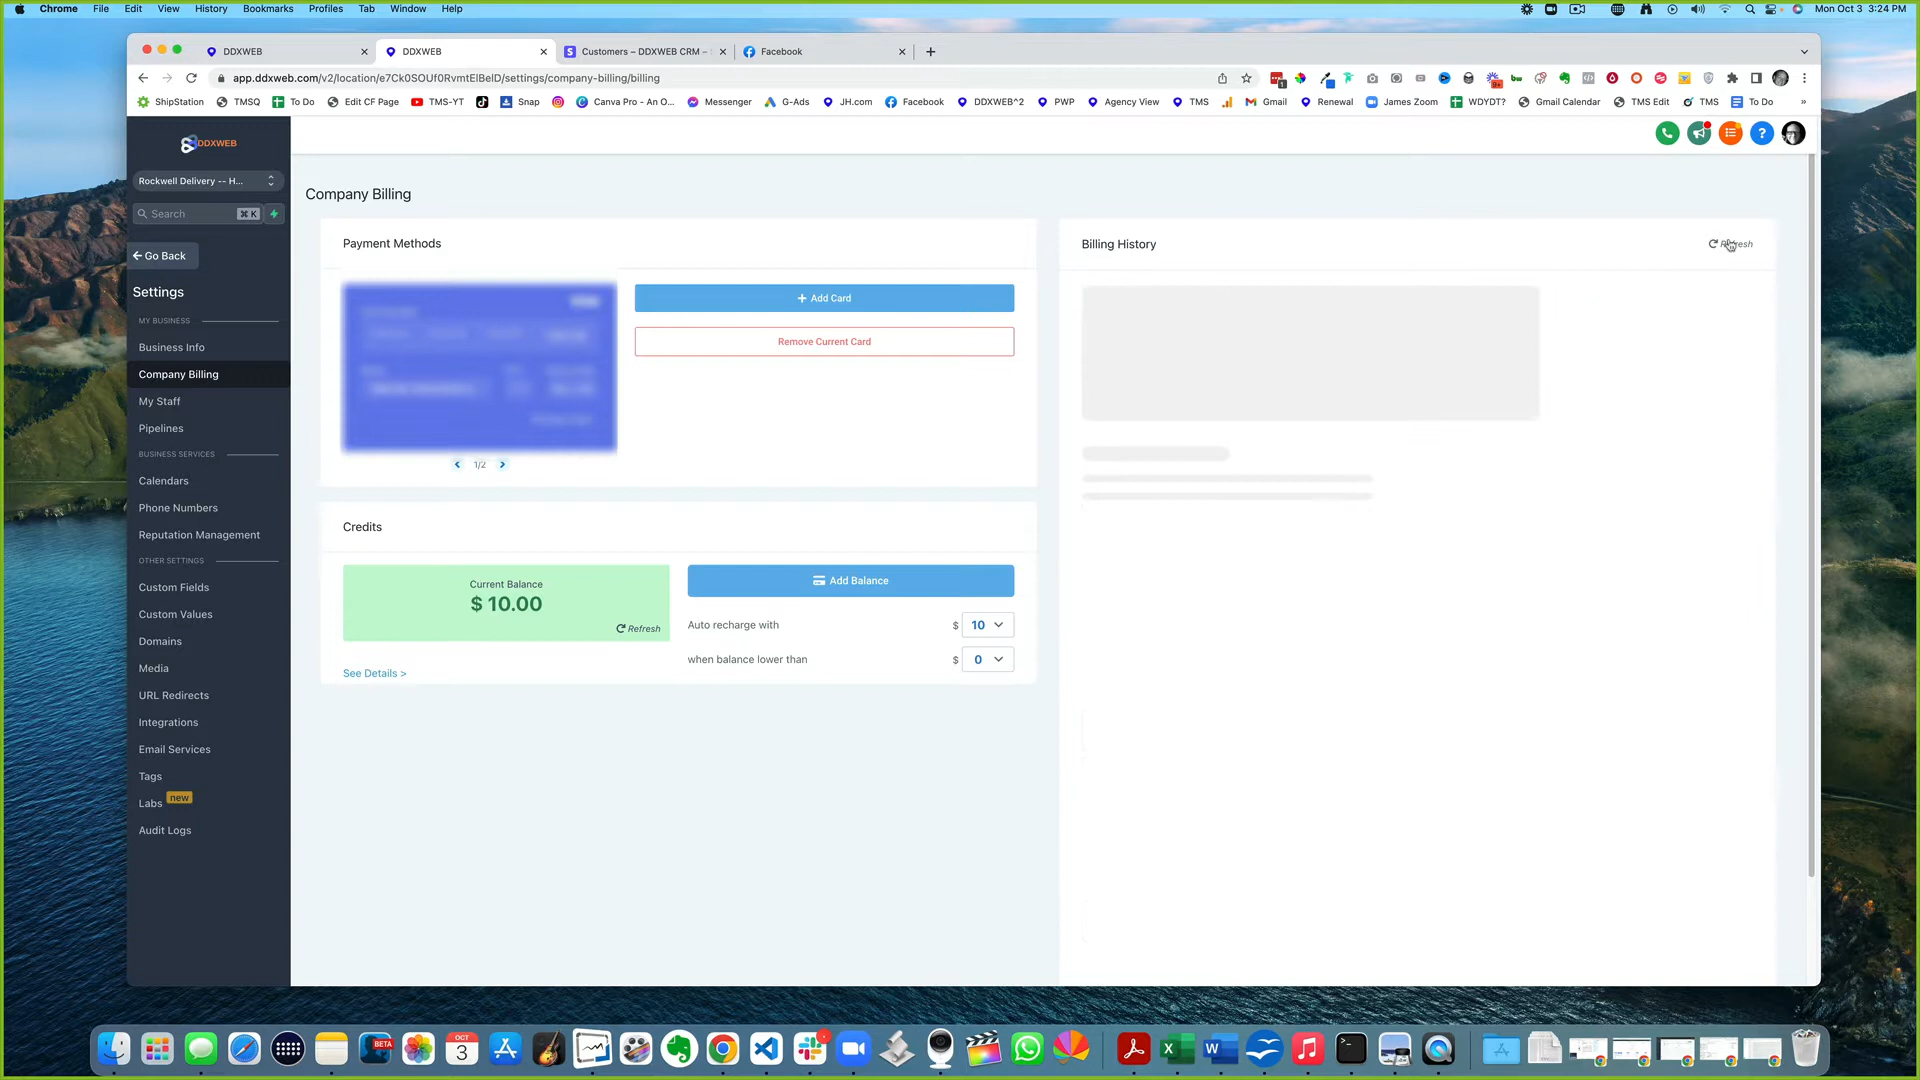 Chrome File Edit View History Bookmarks Profiles Tab Window Help
Mon Oct 3 3:24 PM
DDXWEB
DDXWEB
Customers – DDXWEB CRM –
Facebook
app.ddxweb.com/v2/location/e7Ck0SOUf0RvmtElBelD/settings/company-billing/billing
ShipStation TMSQ To Do Edit CF Page TMS-YT Snap Canva Pro - An O... Messenger G-Ads JH.com Facebook DDXWEB^2 PWP Agency View TMS Gmail Renewal James Zoom WDYDT? Gmail Calendar TMS Edit TMS To Do »
DDXWEB
Rockwell Delivery -- H...
Search ⌘ K
Go Back
Settings
MY BUSINESS
Business Info
Company Billing
My Staff
Pipelines
BUSINESS SERVICES
Calendars
Phone Numbers
Reputation Management
OTHER SETTINGS
Custom Fields
Custom Values
Domains
Media
URL Redirects
Integrations
Email Services
Tags
Labs new
Audit Logs
Company Billing
Payment Methods
+ Add Card
Remove Current Card
1/2
Credits
Current Balance
$ 10.00
Refresh
See Details >
Add Balance
Auto recharge with $ 10
when balance lower than $ 0
Billing History
Refresh
BETA
OCT
3